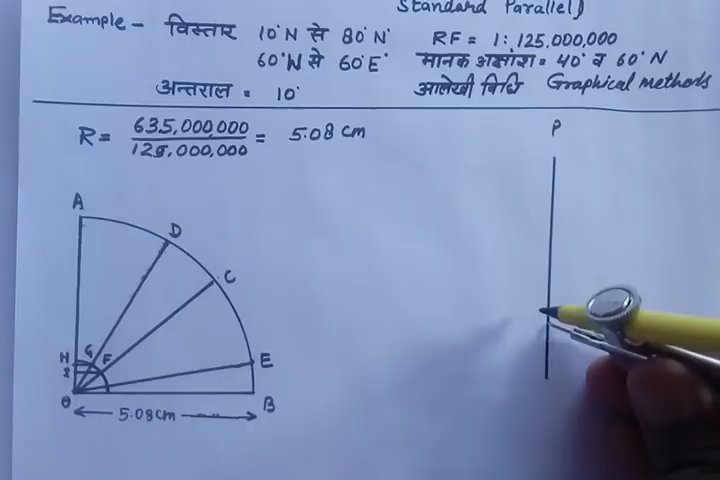 Standard Parallel)
Example - विस्तार 10°N से 80°N RF = 1:125,000,000
60°W से 60°E मानक अक्षांश = 40° व 60° N
अन्तराल = 10° आलेखी विधि Graphical methods
R = 635,000,000 / 125,000,000 = 5.08 cm
P
A
D
C
H G F E
I
O B
5.08cm